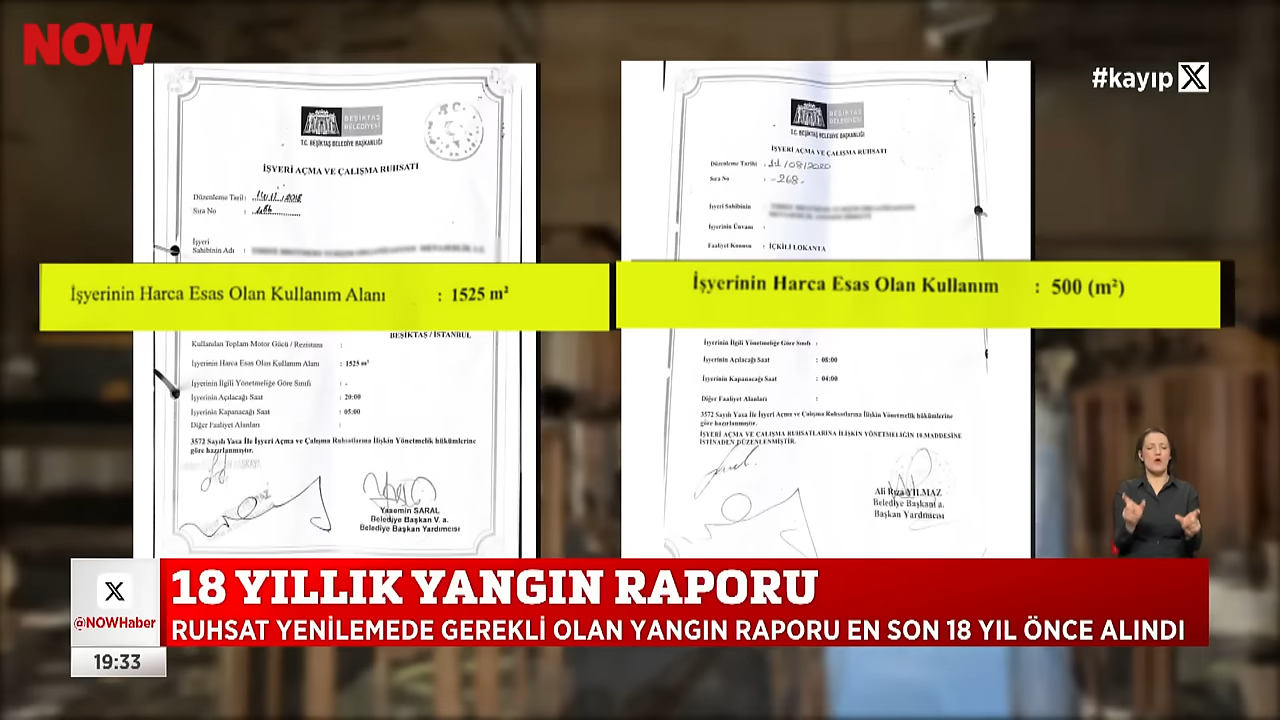 NOW
#kayıp X
T.C.
BEŞİKTAŞ
BELEDİYESİ
T.C. BEŞİKTAŞ BELEDİYE BAŞKANLIĞI
İŞYERİ AÇMA VE ÇALIŞMA RUHSATI
Düzenleme Tarihi :
Sıra No :
İşyeri
Sahibinin Adı :
İşyerinin Harca Esas Olan Kullanım Alanı : 1525 m²
BEŞİKTAŞ / İSTANBUL
Kullanılan Toplam Motor Gücü / Rezistans :
İşyerinin Harca Esas Olan Kullanım Alanı : 1525 m²
İşyerinin İlgili Yönetmeliğe Göre Sınıfı : -
İşyerinin Açılacağı Saat : 20:00
İşyerinin Kapanacağı Saat : 05:00
Diğer Faaliyet Alanları :
3572 Sayılı Yasa İle İşyeri Açma ve Çalışma Ruhsatlarına İlişkin Yönetmelik hükümlerine
göre hazırlanmıştır.
Yasemin SARAL
Belediye Başkan V. a.
Belediye Başkan Yardımcısı
BEŞİKTAŞ
BELEDİYESİ
T.C. BEŞİKTAŞ BELEDİYE BAŞKANLIĞI
İŞYERİ AÇMA VE ÇALIŞMA RUHSATI
Düzenleme Tarihi : 11/08/2020
Sıra No : -268-
İşyeri Sahibinin :
İşyerinin Ünvanı :
Faaliyet Konusu : İÇKİLİ LOKANTA
İşyerinin Harca Esas Olan Kullanım : 500 (m²)
İşyerinin İlgili Yönetmeliğe Göre Sınıfı :
İşyerinin Açılacağı Saat : 08:00
İşyerinin Kapanacağı Saat : 04:00
Diğer Faaliyet Alanları :
3572 Sayılı Yasa İle İşyeri Açma ve Çalışma Ruhsatlarına İlişkin Yönetmelik hükümlerine
göre hazırlanmıştır.
İŞYERİ AÇMA VE ÇALIŞMA RUHSATLARINA İLİŞKİN YÖNETMELİĞİN 10.MADDESİNE
İSTİNADEN DÜZENLENMİŞTİR.
Ali Rıza YILMAZ
Belediye Başkanı a.
Başkan Yardımcısı
18 YILLIK YANGIN RAPORU
RUHSAT YENİLEMEDE GEREKLİ OLAN YANGIN RAPORU EN SON 18 YIL ÖNCE ALINDI
X
@NOWHaber
19:33